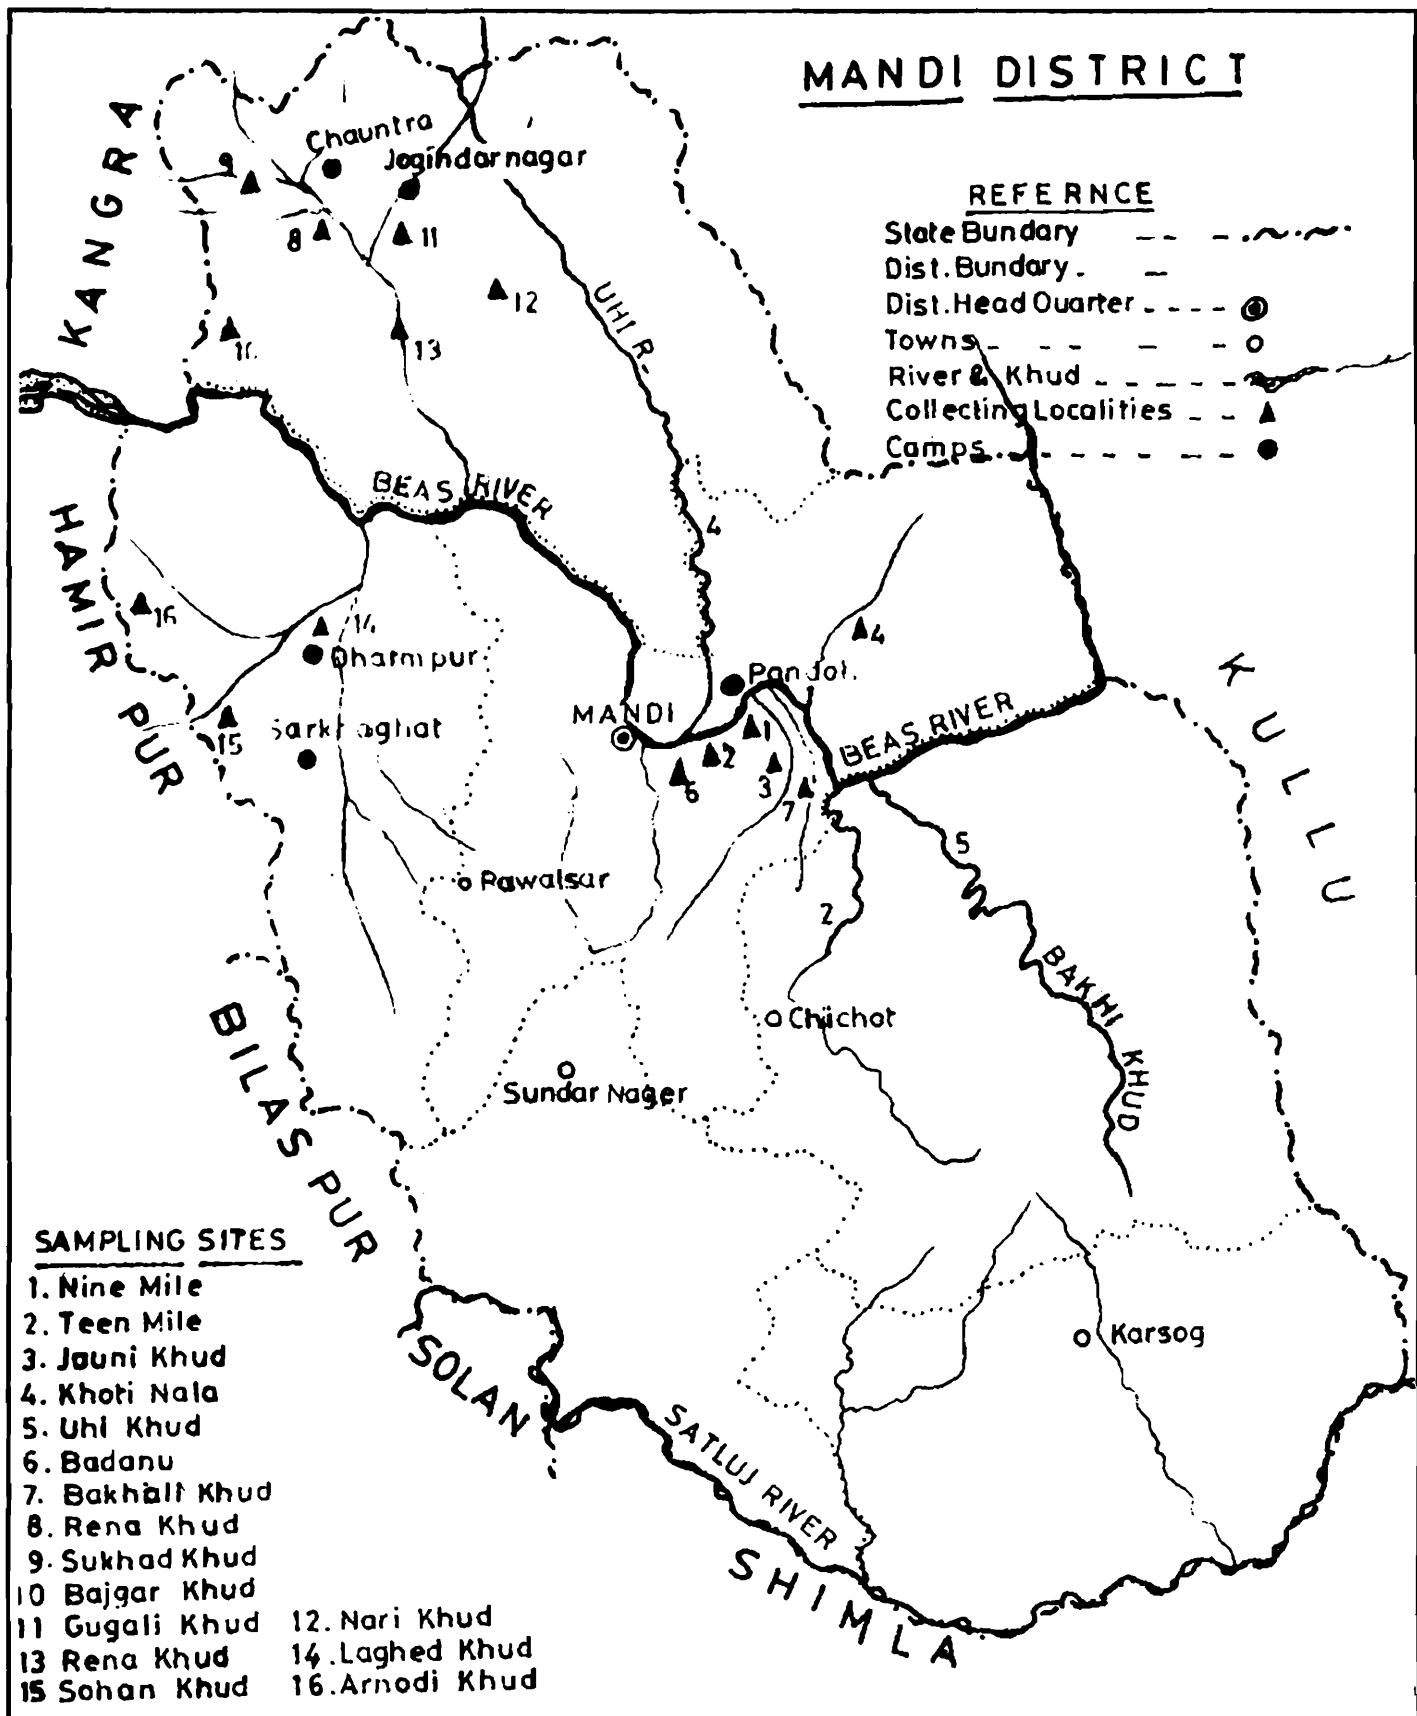 MANDI DISTRICT
REFERNCE
State Bundary
Dist. Bundary.
Dist. Head Quarter
Towns
River & Khud
Collecting Localities
Camps
KANGRA
HAMIR PUR
BILAS PUR
SOLAN
SHIMLA
KULLU
Chauntra
Jogindarnagar
9
8
11
12
10
13
UHI R.
BEAS RIVER
4
16
14
Dharmpur
15
MANDI
Pandoh
4
1
2
3
6
7
BEAS RIVER
5
2
Rawalsar
BAKHI KHUD
Chichot
Sundar Nager
Karsog
SATLUJ RIVER
SAMPLING SITES
1. Nine Mile
2. Teen Mile
3. Jauni Khud
4. Khoti Nala
5. Uhi Khud
6. Badanu
7. Bakhali Khud
8. Rena Khud
9. Sukhad Khud
10 Bajgar Khud
11 Gugali Khud 12. Nari Khud
13 Rena Khud 14. Laghed Khud
15 Sohan Khud 16. Arnodi Khud